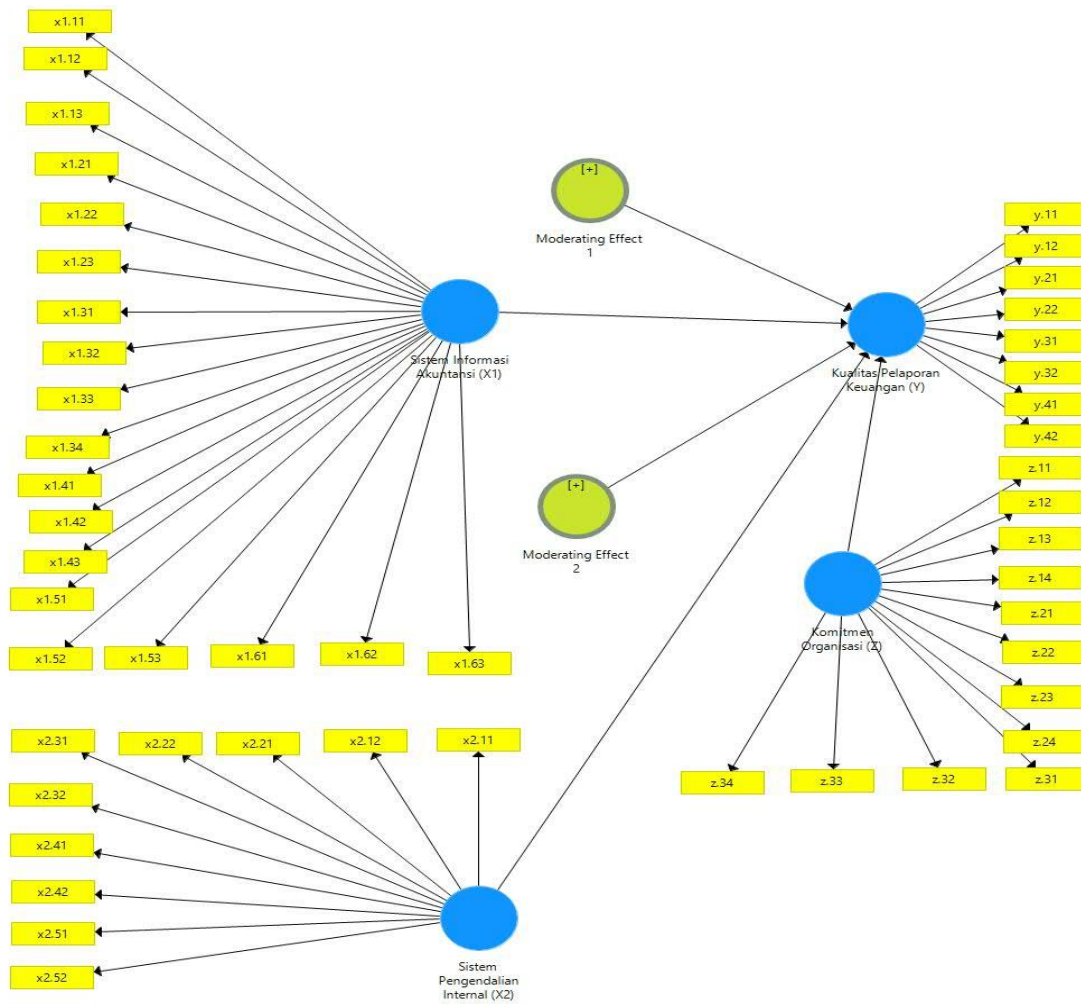 x1.11
x1.12
x1.13
x1.21
x1.22
x1.23
x1.31
x1.32
x1.33
x1.34
x1.41
x1.42
x1.43
x1.51
x1.52
x1.53
x1.61
x1.62
x1.63
Sistem Informasi
Akuntansi (X1)
[+]
Moderating Effect
1
[+]
Moderating Effect
2
Kualitas Pelaporan
Keuangan (Y)
y.11
y.12
y.21
y.22
y.31
y.32
y.41
y.42
z.11
z.12
z.13
z.14
z.21
z.22
z.23
z.24
z.31
z.32
z.33
z.34
Komitmen
Organisasi (Z)
x2.31
x2.22
x2.21
x2.12
x2.11
x2.32
x2.41
x2.42
x2.51
x2.52
Sistem
Pengendalian
Internal (X2)